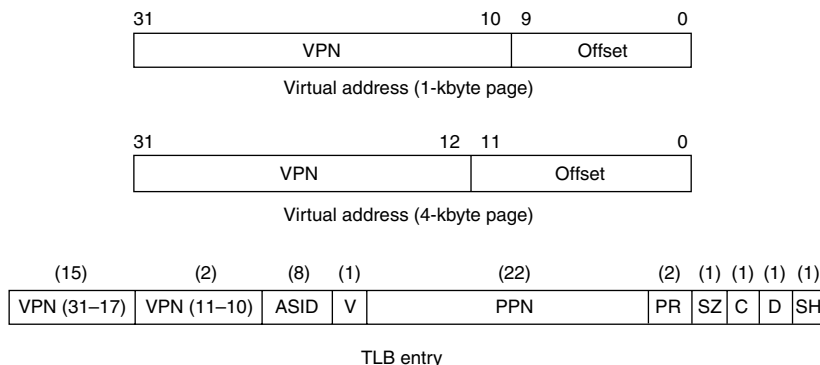 31 10 9 0
VPN Offset
Virtual address (1-kbyte page)
31 12 11 0
VPN Offset
Virtual address (4-kbyte page)
(15) (2) (8) (1) (22) (2) (1) (1) (1) (1)
VPN (31–17) VPN (11–10) ASID V PPN PR SZ C D SH
TLB entry